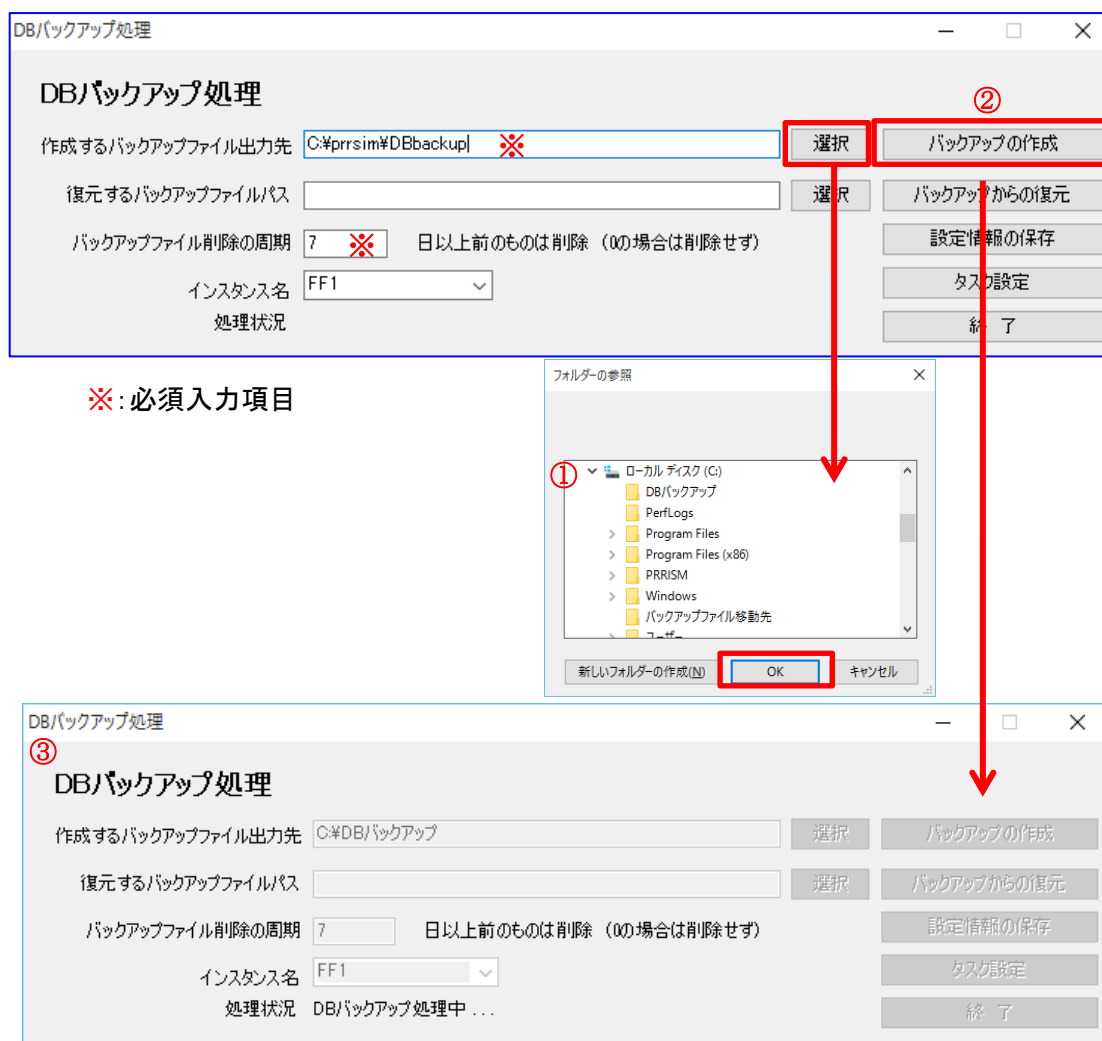 DBバックアップ処理
DBバックアップ処理
②
作成するバックアップファイル出力先 C:¥prrsim¥DBbackup ※ 選択 バックアップの作成
復元するバックアップファイルパス 選択 バックアップからの復元
バックアップファイル削除の周期 7 ※ 日以上前のものは削除 (0の場合は削除せず) 設定情報の保存
インスタンス名 FF1 タスク設定
処理状況 終 了
※:必須入力項目
フォルダーの参照
① ローカル ディスク (C:)
DBバックアップ
PerfLogs
Program Files
Program Files (x86)
PRRISM
Windows
バックアップファイル移動先
ユーザー
新しいフォルダーの作成(N) OK キャンセル
DBバックアップ処理
③
DBバックアップ処理
作成するバックアップファイル出力先 C:¥DBバックアップ 選択 バックアップの作成
復元するバックアップファイルパス 選択 バックアップからの復元
バックアップファイル削除の周期 7 日以上前のものは削除 (0の場合は削除せず) 設定情報の保存
インスタンス名 FF1 タスク設定
処理状況 DBバックアップ処理中 . . . 終 了